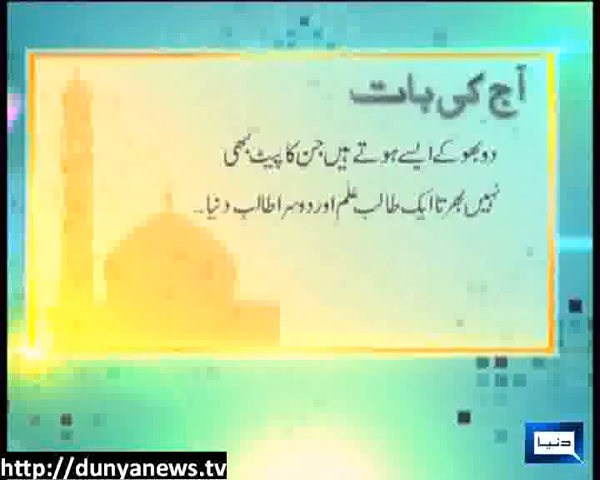 آج کی بات
دو بھوکے ایسے ہوتے ہیں جن کا پیٹ بھی
نہیں بھرتا ایک طالب علم اور دوسرا طالب دنیا..
دنیا
http://dunyanews.tv